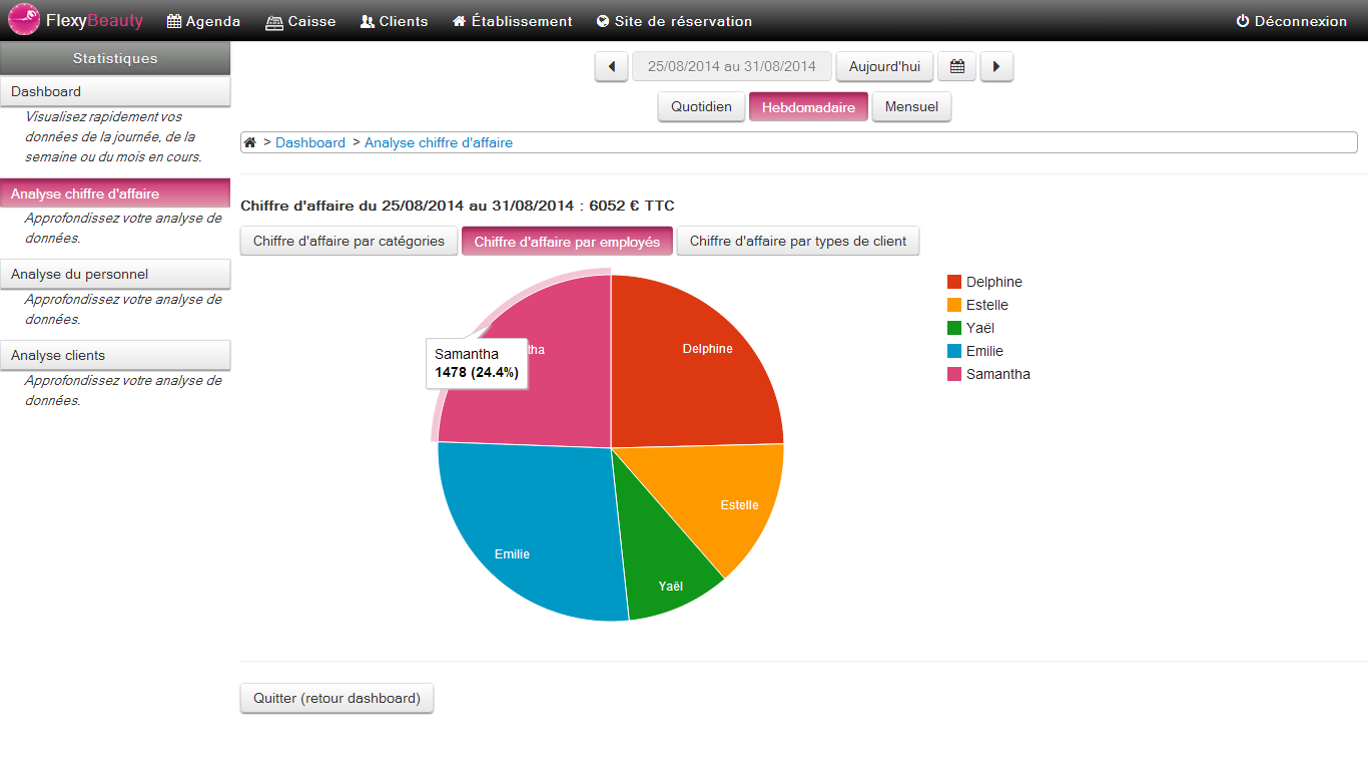 FlexyBeauty Agenda Caisse Clients Établissement Site de réservation Déconnexion
Statistiques
Dashboard
Visualisez rapidement vos
données de la journée, de la
semaine ou du mois en cours.
Analyse chiffre d'affaire
Approfondissez votre analyse de
données.
Analyse du personnel
Approfondissez votre analyse de
données.
Analyse clients
Approfondissez votre analyse de
données.
25/08/2014 au 31/08/2014 Aujourd'hui
Quotidien Hebdomadaire Mensuel
> Dashboard > Analyse chiffre d'affaire
Chiffre d'affaire du 25/08/2014 au 31/08/2014 : 6052 € TTC
Chiffre d'affaire par catégories Chiffre d'affaire par employés Chiffre d'affaire par types de client
Samantha
1478 (24.4%)
tha
Delphine
Estelle
Yaël
Emilie
Delphine
Estelle
Yaël
Emilie
Samantha
Quitter (retour dashboard)